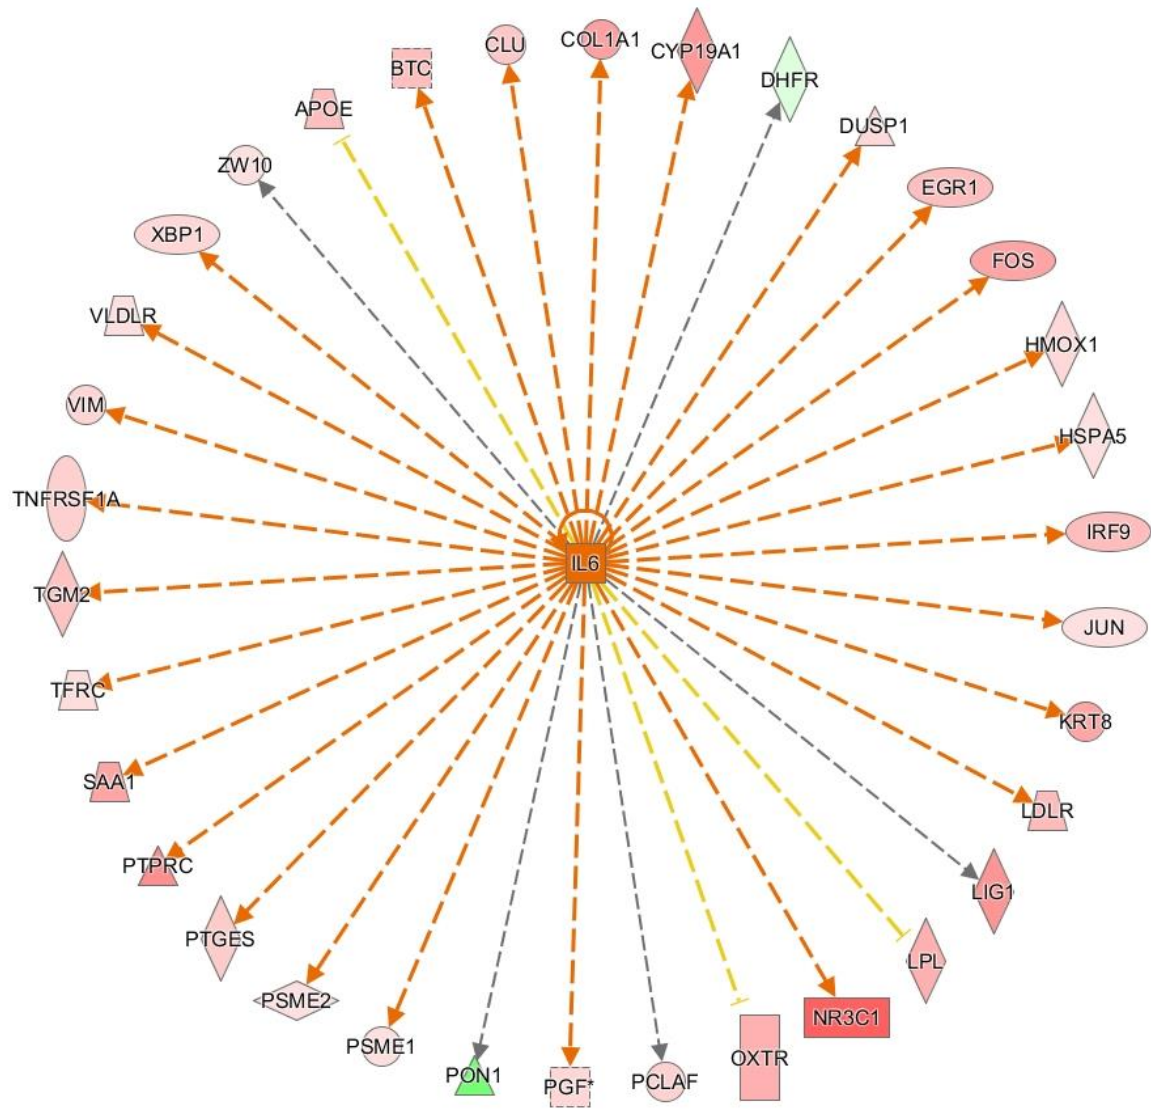 COL1A1
CYP19A1
DHFR
DUSP1
EGR1
FOS
HMOX1
HSPA5
IRF9
JUN
KRT8
LDLR
LIG1
LPL
NR3C1
OXTR
PCLAF
PGF*
PON1
PSME1
PSME2
PTGES
PTPRC
SAA1
TFRC
TGM2
TNFRSF1A
VIM
VLDLR
XBP1
ZW10
APOE
BTC
CLU
IL6